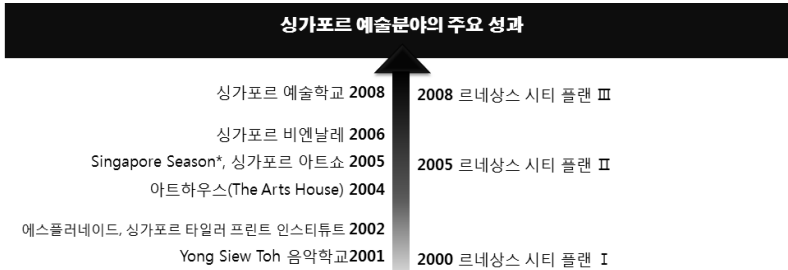 싱가포르 예술분야의 주요 성과
싱가포르 예술학교 2008
2008 르네상스 시티 플랜 Ⅲ
싱가포르 비엔날레 2006
Singapore Season*, 싱가포르 아트쇼 2005
2005 르네상스 시티 플랜 Ⅱ
아트하우스(The Arts House) 2004
에스플러네이드, 싱가포르 타일러 프린트 인스티튜트 2002
Yong Siew Toh 음악학교2001
2000 르네상스 시티 플랜 Ⅰ